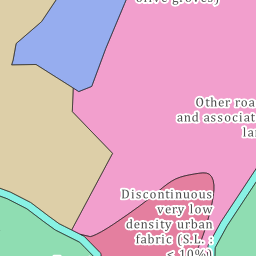 olive groves)
Other roa
and associat
la
Discontinuous
very low
density urban
fabric (S.L. :
< 10%)